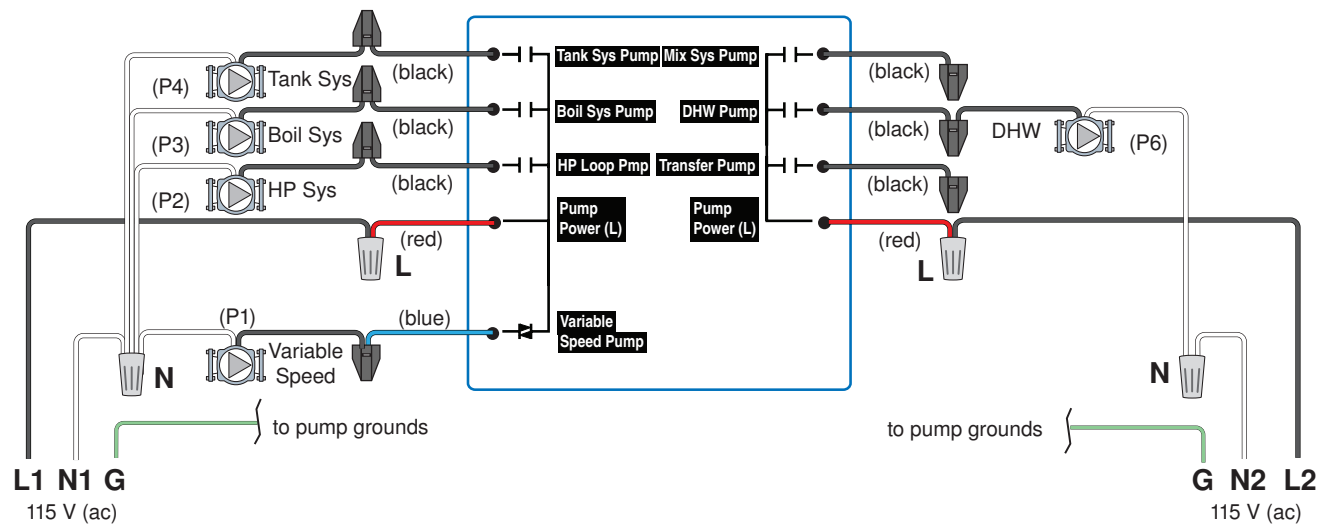 Tank Sys Pump Mix Sys Pump
(P4) Tank Sys (black) (black)
Boil Sys Pump DHW Pump
(P3) Boil Sys (black) (black) DHW (P6)
HP Loop Pmp Transfer Pump
(P2) HP Sys (black) (black)
Pump
Power (L)
Pump
Power (L)
(red) (red)
L L
(P1) (blue)
Variable
Speed Pump
Variable
Speed
N N
to pump grounds to pump grounds
L1 N1 G G N2 L2
115 V (ac) 115 V (ac)